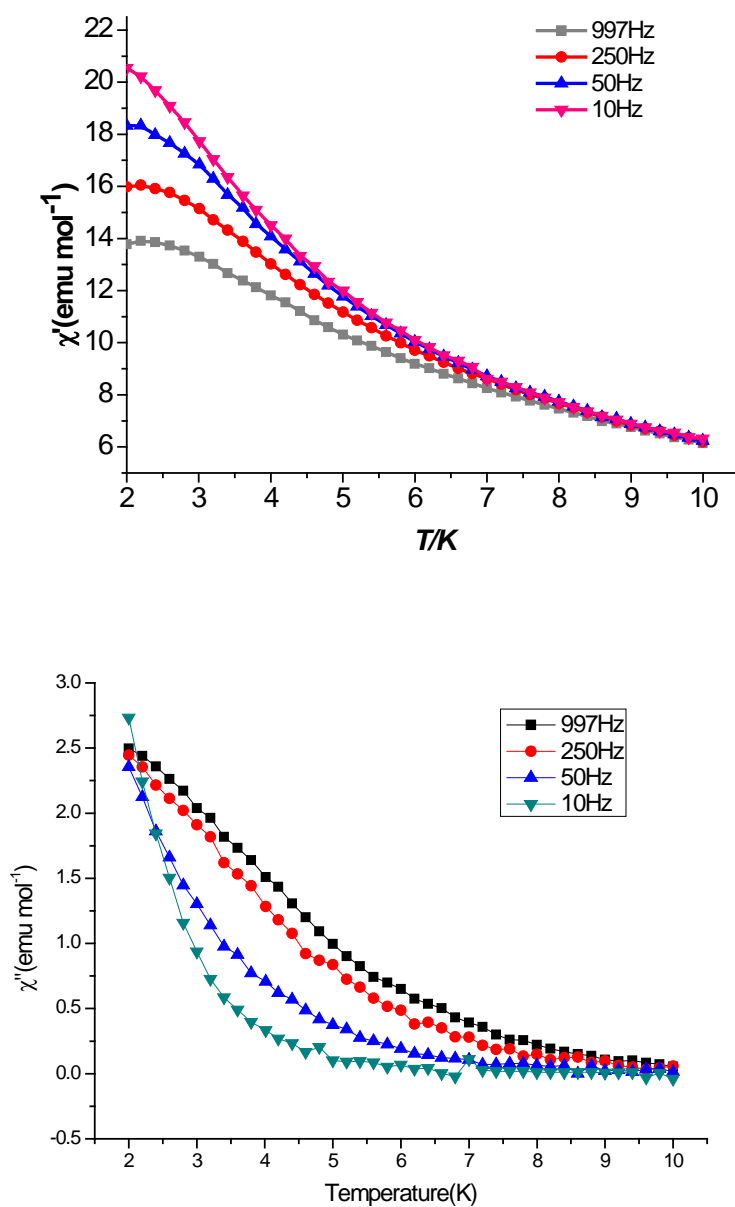 22
20
18
16
14
12
10
8
6
χ'(emu mol⁻¹)
997Hz
250Hz
50Hz
10Hz
2 3 4 5 6 7 8 9 10
T/K
3.0
2.5
2.0
1.5
1.0
0.5
0.0
-0.5
χ''(emu mol⁻¹)
997Hz
250Hz
50Hz
10Hz
2 3 4 5 6 7 8 9 10
Temperature(K)